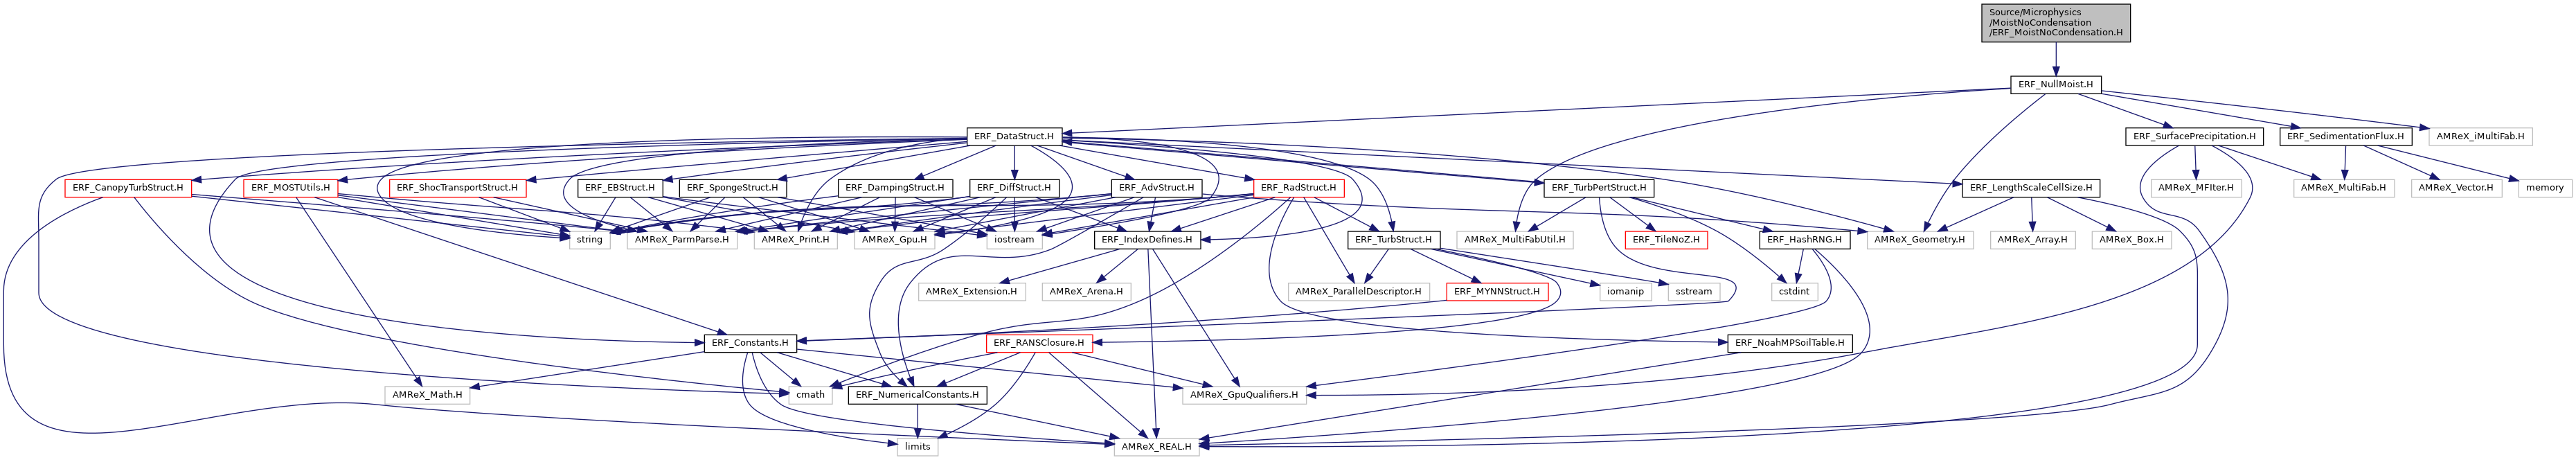 Source/Microphysics
/MoistNoCondensation
/ERF_MoistNoCondensation.H
ERF_NullMoist.H
ERF_DataStruct.H
ERF_SurfacePrecipitation.H
ERF_SedimentationFlux.H
AMReX_iMultiFab.H
ERF_CanopyTurbStruct.H
ERF_MOSTUtils.H
ERF_ShocTransportStruct.H
ERF_EBStruct.H
ERF_SpongeStruct.H
ERF_DampingStruct.H
ERF_DiffStruct.H
ERF_AdvStruct.H
ERF_RadStruct.H
ERF_TurbPertStruct.H
ERF_LengthScaleCellSize.H
AMReX_MFIter.H
AMReX_MultiFab.H
AMReX_Vector.H
memory
string
AMReX_ParmParse.H
AMReX_Print.H
AMReX_Gpu.H
iostream
ERF_IndexDefines.H
ERF_TurbStruct.H
AMReX_MultiFabUtil.H
ERF_TileNoZ.H
ERF_HashRNG.H
AMReX_Geometry.H
AMReX_Array.H
AMReX_Box.H
AMReX_Extension.H
AMReX_Arena.H
AMReX_ParallelDescriptor.H
ERF_MYNNStruct.H
iomanip
sstream
cstdint
ERF_Constants.H
ERF_RANSClosure.H
ERF_NoahMPSoilTable.H
AMReX_Math.H
cmath
ERF_NumericalConstants.H
AMReX_GpuQualifiers.H
limits
AMReX_REAL.H